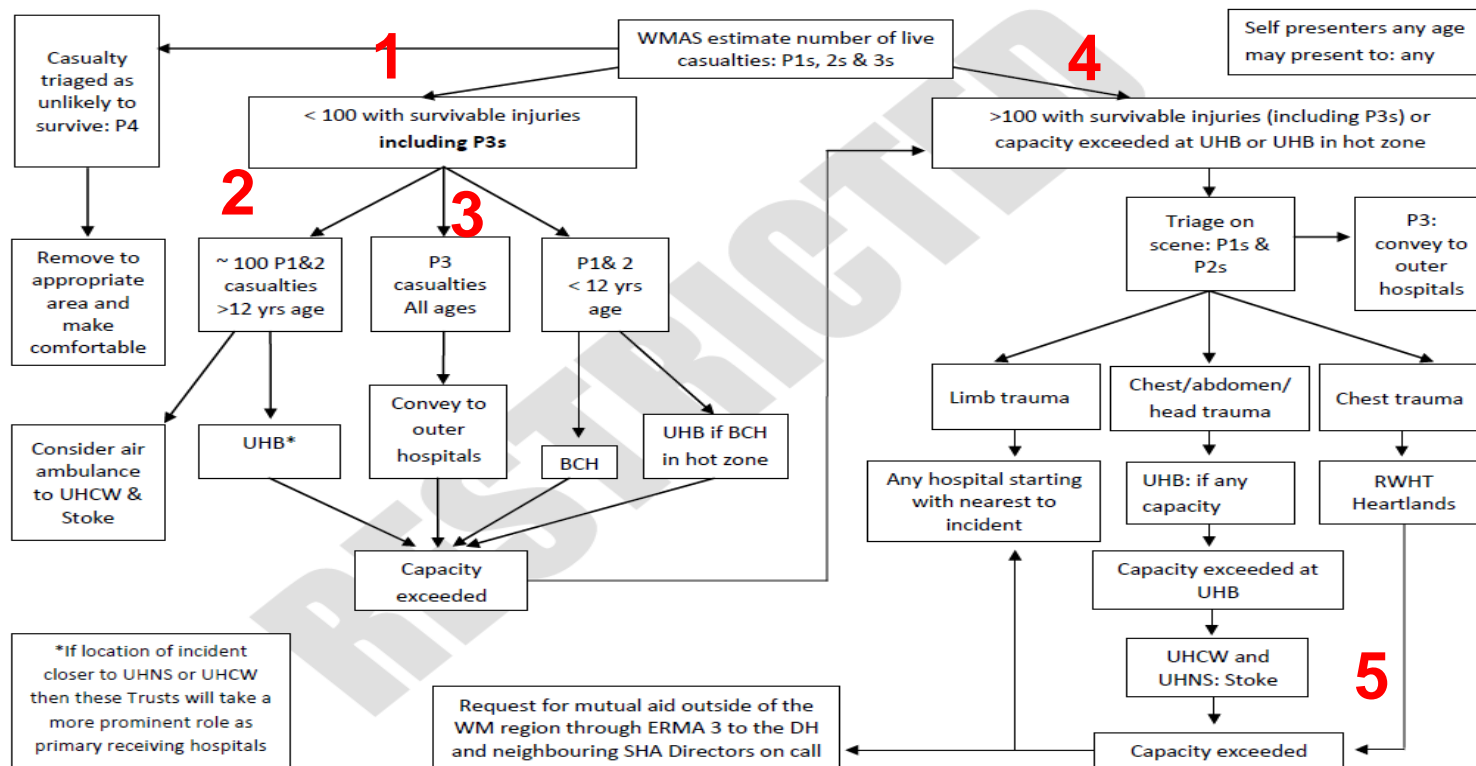 1
WMAS estimate number of live
casualties: P1s, 2s & 3s
4
Self presenters any age
may present to: any
Casualty
triaged as
unlikely to
survive: P4
< 100 with survivable injuries
including P3s
>100 with survivable injuries (including P3s) or
capacity exceeded at UHB or UHB in hot zone
2
3
Remove to
appropriate
area and
make
comfortable
~ 100 P1&2
casualties
>12 yrs age
P3
casualties
All ages
P1& 2
< 12 yrs
age
Triage on
scene: P1s &
P2s
P3:
convey to
outer
hospitals
Consider air
ambulance
to UHCW &
Stoke
UHB*
Convey to
outer
hospitals
BCH
UHB if BCH
in hot zone
Limb trauma
Chest/abdomen/
head trauma
Chest trauma
Any hospital starting
with nearest to
incident
UHB: if any
capacity
RWHT
Heartlands
Capacity
exceeded
Capacity exceeded at
UHB
*If location of incident
closer to UHNS or UHCW
then these Trusts will take a
more prominent role as
primary receiving hospitals
Request for mutual aid outside of the
WM region through ERMA 3 to the DH
and neighbouring SHA Directors on call
UHCW and
UHNS: Stoke
5
Capacity exceeded
RESTRICTED